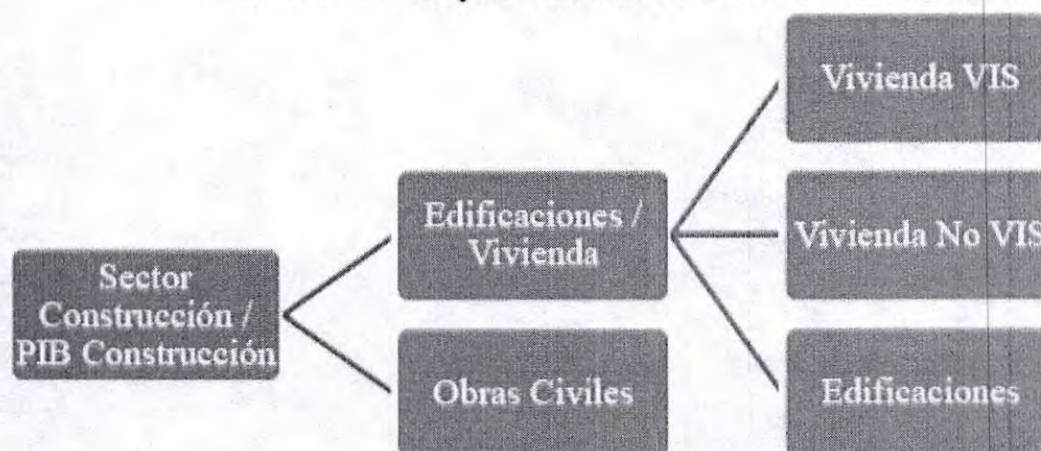 Sector
Construcción /
PIB Construcción
Edificaciones /
Vivienda
Obras Civiles
Vivienda VIS
Vivienda No VIS
Edificaciones